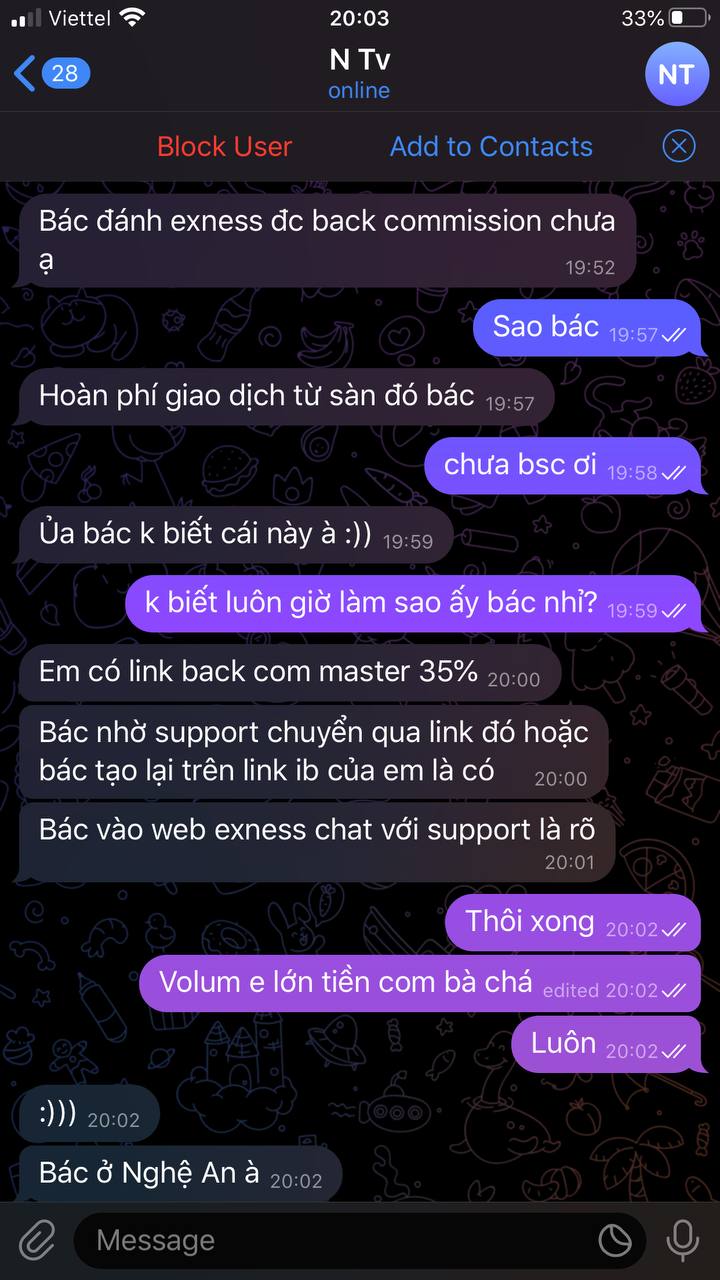 Viettel
20:03
33%
28
N Tv
online
NT
Block User
Add to Contacts
Bác đánh exness đc back commission chưa
ạ
19:52
Sao bác 19:57
Hoàn phí giao dịch từ sàn đó bác 19:57
chưa bsc ơi 19:58
Ủa bác k biết cái này à :)) 19:59
k biết luôn giờ làm sao ấy bác nhỉ? 19:59
Em có link back com master 35% 20:00
Bác nhờ support chuyển qua link đó hoặc
bác tạo lại trên link ib của em là có 20:00
Bác vào web exness chat với support là rõ
20:01
Thôi xong 20:02
Volum e lớn tiền com bà chá edited 20:02
Luôn 20:02
:))) 20:02
Bác ở Nghệ An à 20:02
Message